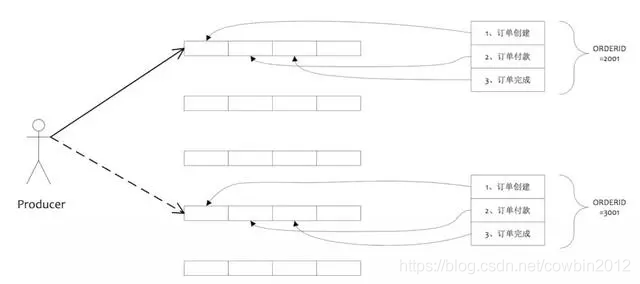 1、订单创建
2、订单付款
3、订单完成
ORDERID
=2001
Producer
1、订单创建
2、订单付款
3、订单完成
ORDERID
=3001
https://blog.csdn.net/cowbin2012